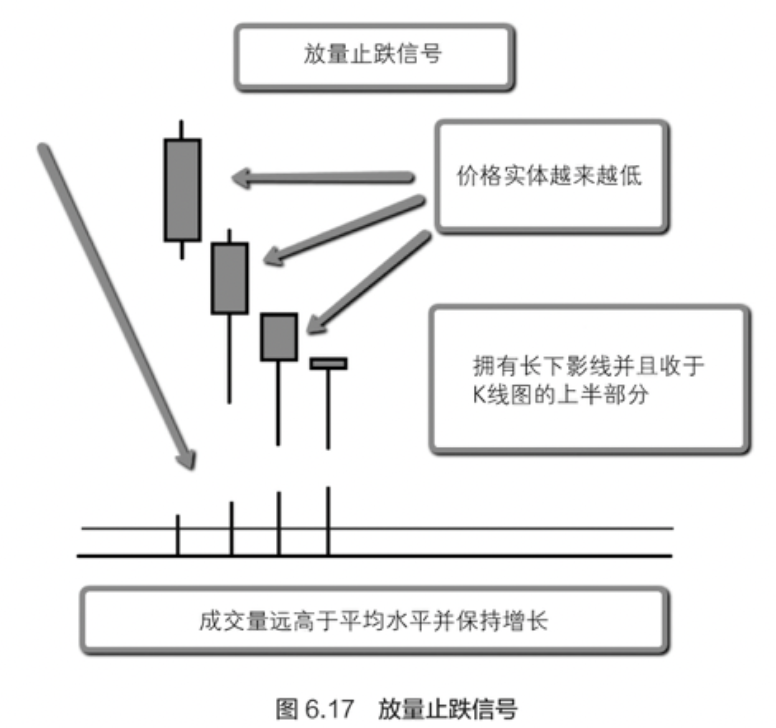 放量止跌信号
价格实体越来越低
拥有长下影线并且收于
K线图的上半部分
成交量远高于平均水平并保持增长
图 6.17 放量止跌信号